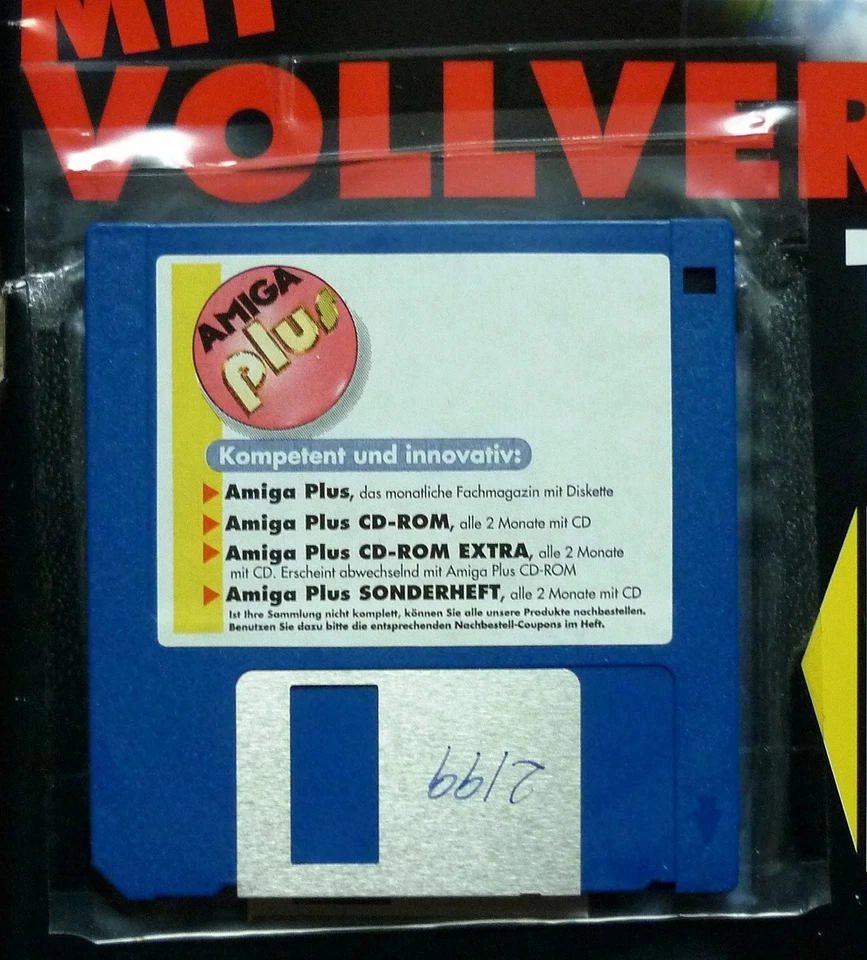 MIT
VOLLVER
AMIGA
plus
Kompetent und innovativ:
Amiga Plus, das monatliche Fachmagazin mit Diskette
Amiga Plus CD-ROM, alle 2 Monate mit CD
Amiga Plus CD-ROM EXTRA, alle 2 Monate
mit CD. Erscheint abwechselnd mit Amiga Plus CD-ROM
Amiga Plus SONDERHEFT, alle 2 Monate mit CD
Ist Ihre Sammlung nicht komplett, können Sie alle unsere Produkte nachbestellen.
Benutzen Sie dazu bitte die entsprechenden Nachbestell-Coupons im Heft.
2/99